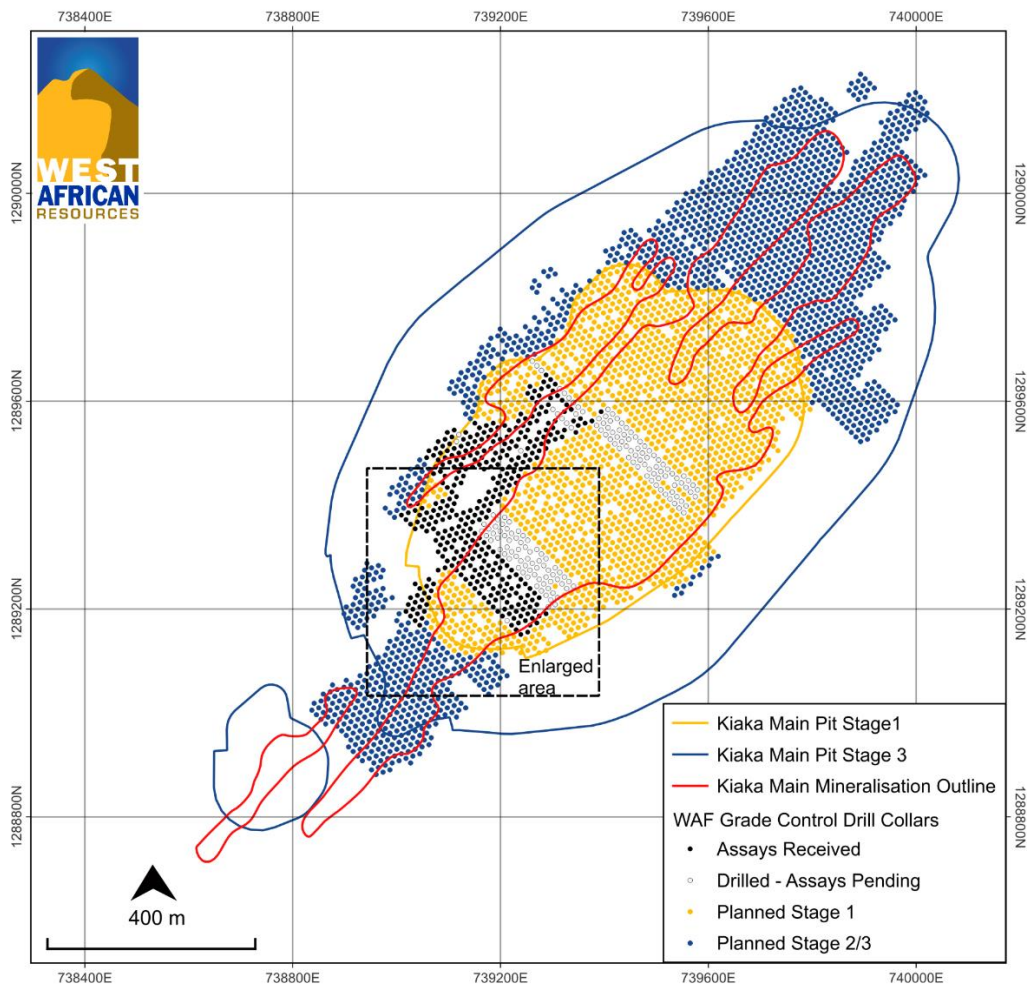 738400E 738800E 739200E 739600E 740000E
WEST
AFRICAN
RESOURCES
1290000N 1290000N
1289600N 1289600N
1289200N 1289200N
Enlarged
area
1288800N 1288800N
Kiaka Main Pit Stage1
Kiaka Main Pit Stage 3
Kiaka Main Mineralisation Outline
WAF Grade Control Drill Collars
Assays Received
Drilled - Assays Pending
Planned Stage 1
Planned Stage 2/3
400 m
738400E 738800E 739200E 739600E 740000E